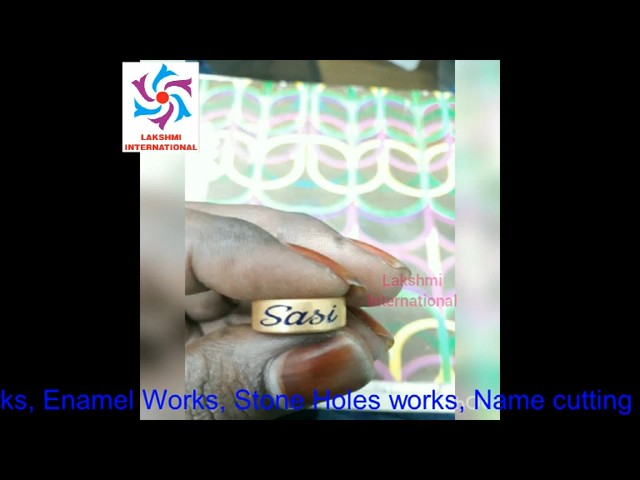 LAKSHMI
INTERNATIONAL
Lakshmi
International
Sasi
ks, Enamel Works, Stone Holes works, Name cutting